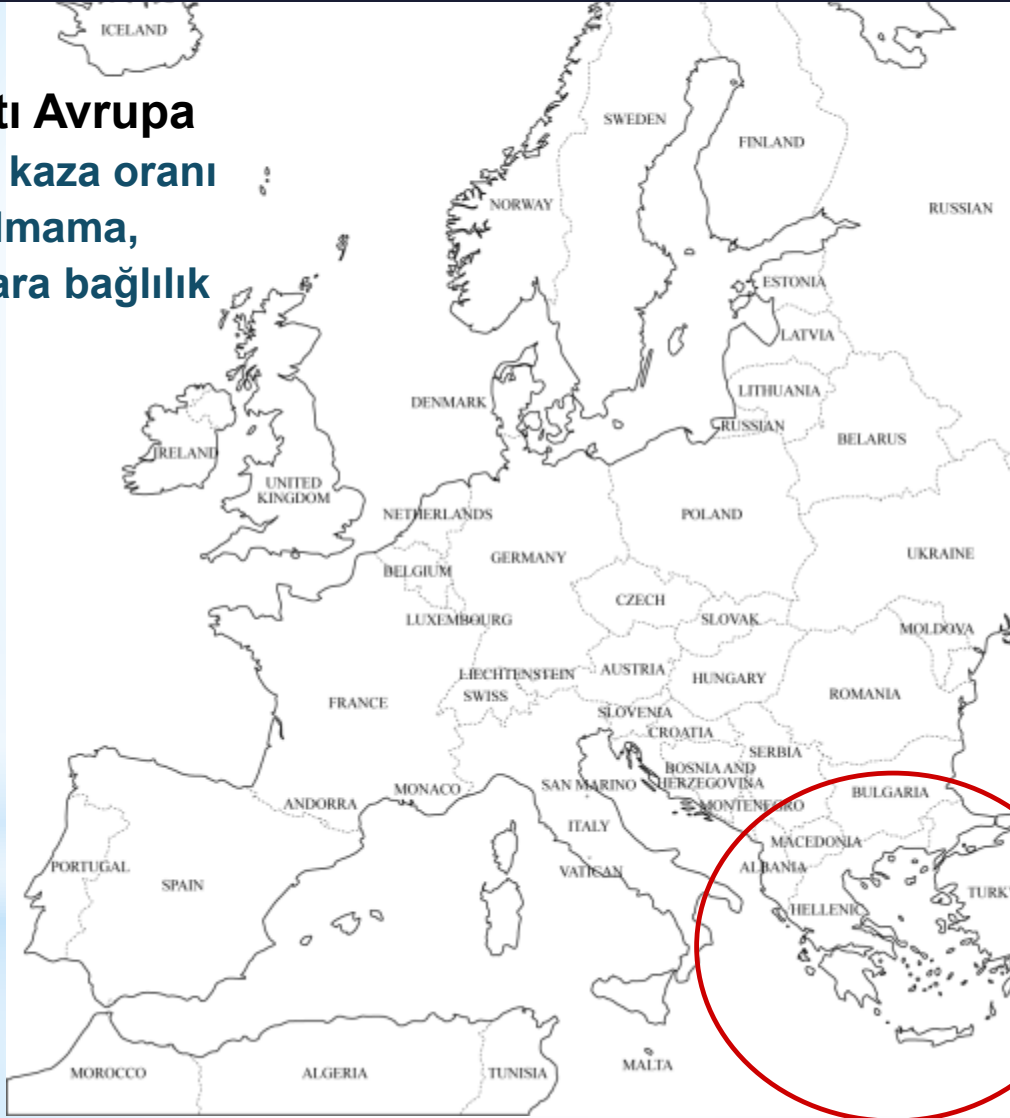 ICELAND
tı Avrupa
kaza oranı
lmama,
ara bağlılık
SWEDEN
FINLAND
NORWAY
RUSSIAN
ESTONIA
LATVIA
LITHUANIA
DENMARK
RUSSIAN
BELARUS
IRELAND
UNITED
KINGDOM
NETHERLANDS
POLAND
GERMANY
UKRAINE
BELGIUM
CZECH
LUXEMBOURG
SLOVAK
MOLDOVA
LIECHTENSTEIN
AUSTRIA
HUNGARY
SWISS
ROMANIA
FRANCE
SLOVENIA
CROATIA
SERBIA
BOSNIA AND
HERZEGOVINA
SAN MARINO
MONACO
BULGARIA
ANDORRA
MONTENEGRO
ITALY
MACEDONIA
PORTUGAL
VATICAN
ALBANIA
SPAIN
TURK
HELLENIC
MALTA
MOROCCO
ALGERIA
TUNISIA